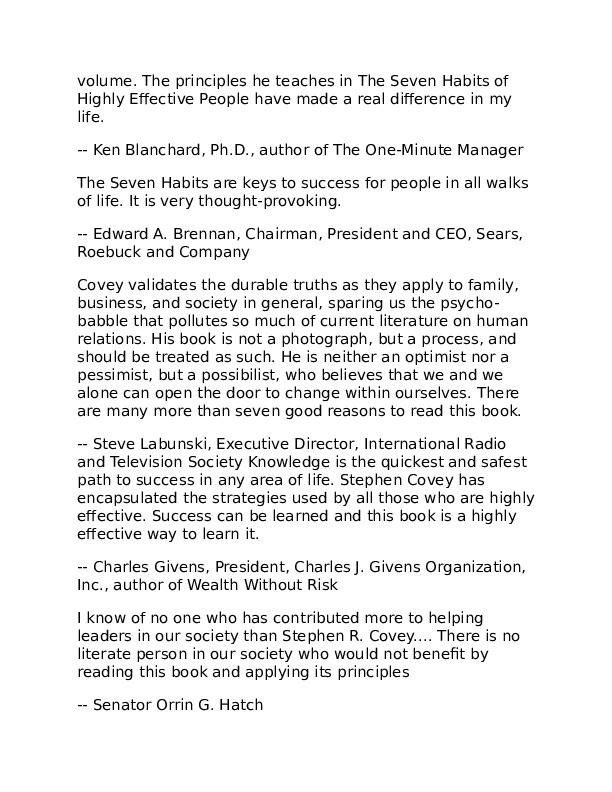 volume. The principles he teaches in The Seven Habits of
Highly Effective People have made a real difference in my
life.
-- Ken Blanchard, Ph.D., author of The One-Minute Manager
The Seven Habits are keys to success for people in all walks
of life. It is very thought-provoking.
-- Edward A. Brennan, Chairman, President and CEO, Sears,
Roebuck and Company
Covey validates the durable truths as they apply to family,
business, and society in general, sparing us the psycho-
babble that pollutes so much of current literature on human
relations. His book is not a photograph, but a process, and
should be treated as such. He is neither an optimist nor a
pessimist, but a possibilist, who believes that we and we
alone can open the door to change within ourselves. There
are many more than seven good reasons to read this book.
-- Steve Labunski, Executive Director, International Radio
and Television Society Knowledge is the quickest and safest
path to success in any area of life. Stephen Covey has
encapsulated the strategies used by all those who are highly
effective. Success can be learned and this book is a highly
effective way to learn it.
-- Charles Givens, President, Charles J. Givens Organization,
Inc., author of Wealth Without Risk
I know of no one who has contributed more to helping
leaders in our society than Stephen R. Covey.... There is no
literate person in our society who would not benefit by
reading this book and applying its principles
-- Senator Orrin G. Hatch